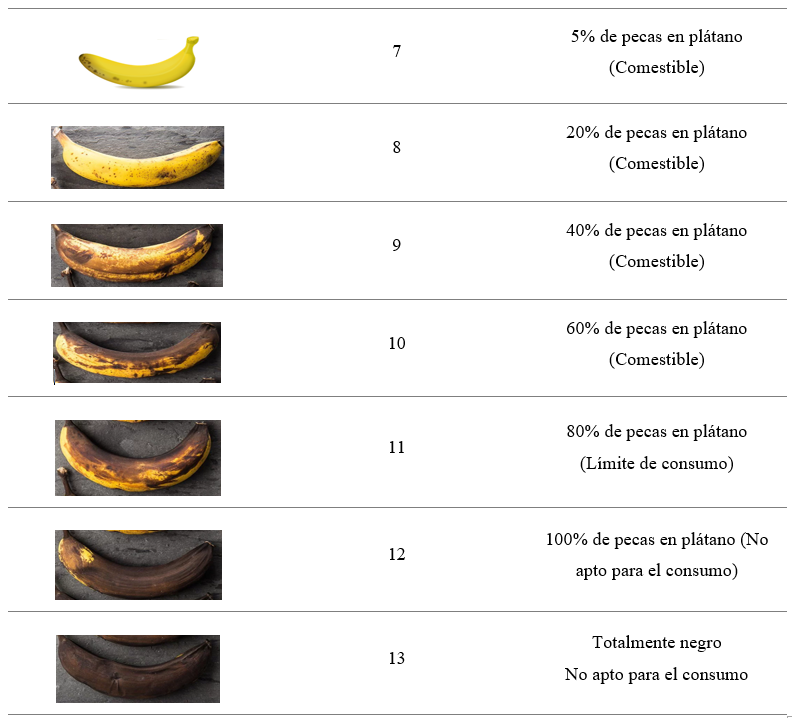 7
5% de pecas en plátano
(Comestible)
8
20% de pecas en plátano
(Comestible)
9
40% de pecas en plátano
(Comestible)
10
60% de pecas en plátano
(Comestible)
11
80% de pecas en plátano
(Límite de consumo)
12
100% de pecas en plátano (No
apto para el consumo)
13
Totalmente negro
No apto para el consumo